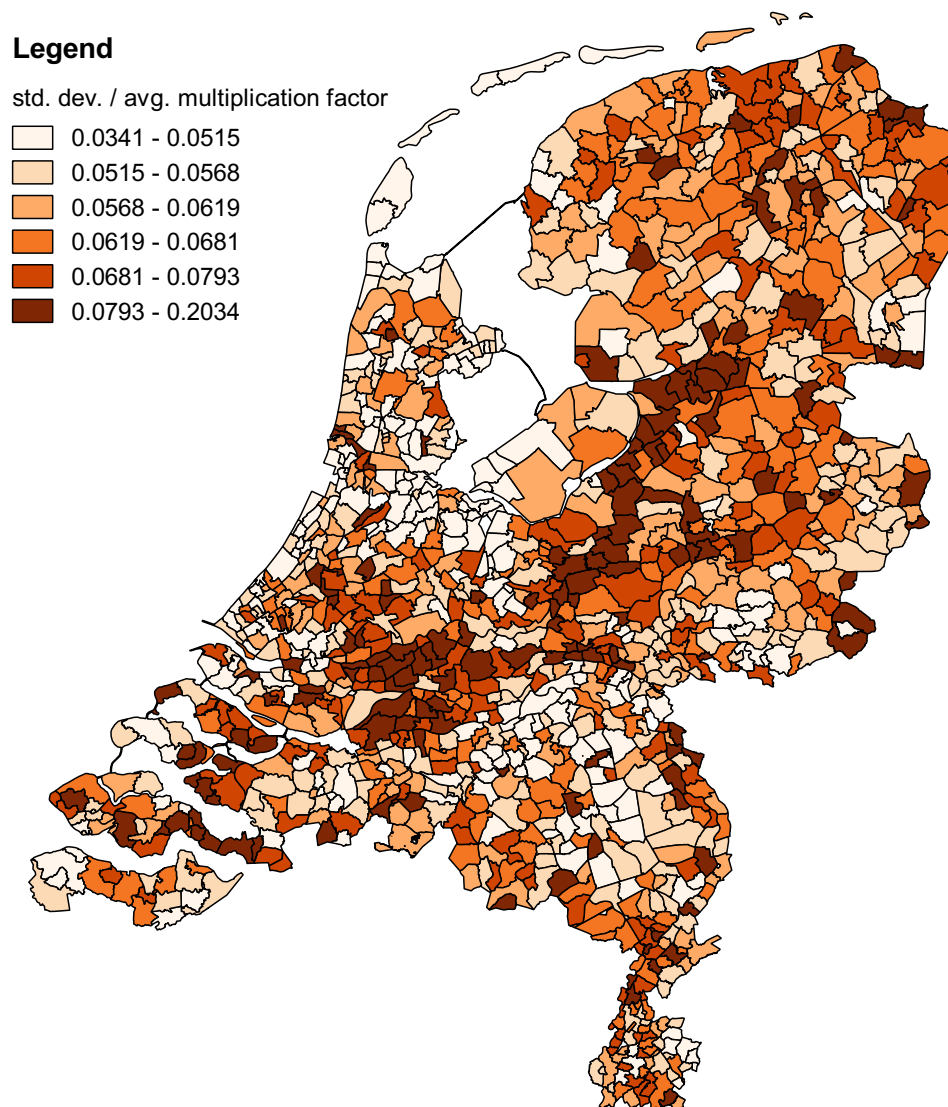 Legend
std. dev. / avg. multiplication factor
0.0341 - 0.0515
0.0515 - 0.0568
0.0568 - 0.0619
0.0619 - 0.0681
0.0681 - 0.0793
0.0793 - 0.2034